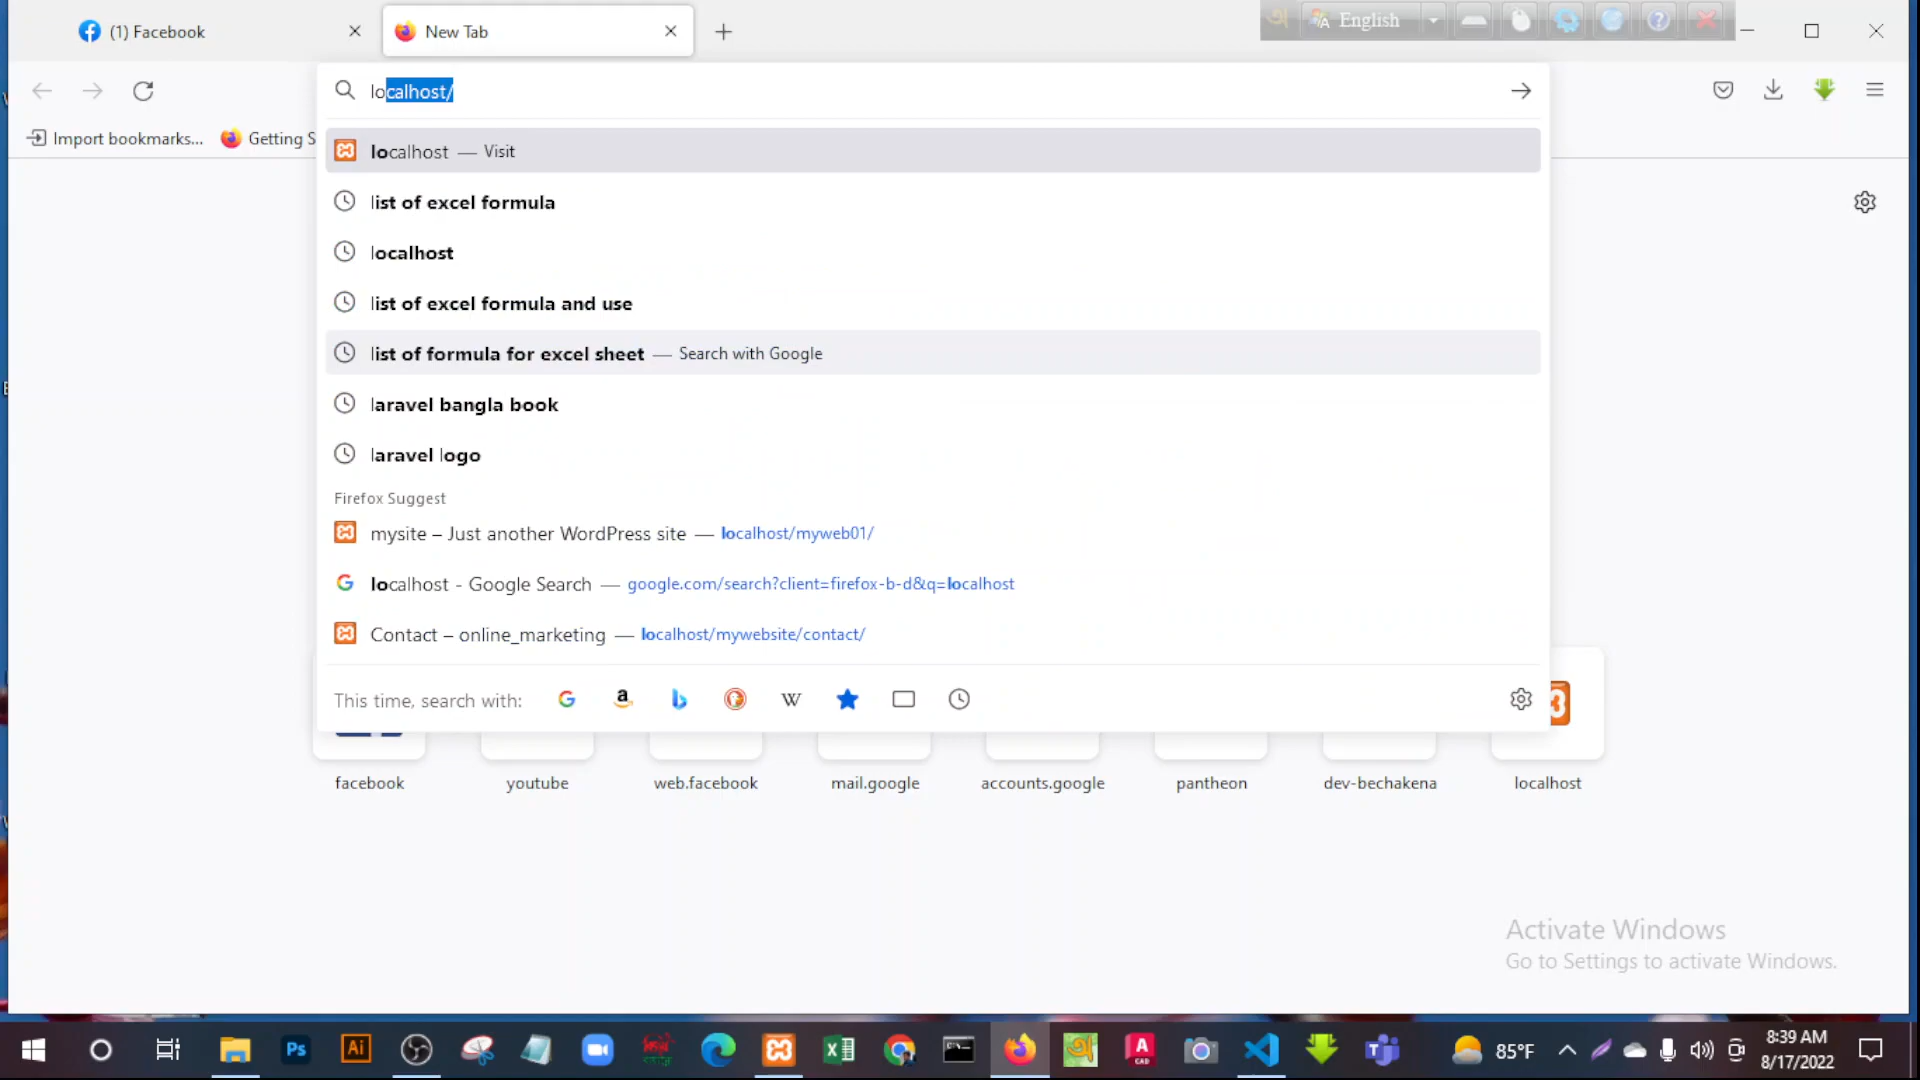 (1) Facebook
New Tab
English
localhost/
Import bookmarks...
Getting S
localhost — Visit
list of excel formula
localhost
list of excel formula and use
list of formula for excel sheet — Search with Google
laravel bangla book
laravel logo
Firefox Suggest
mysite – Just another WordPress site — localhost/myweb01/
localhost - Google Search — google.com/search?client=firefox-b-d&q=localhost
Contact – online_marketing — localhost/mywebsite/contact/
This time, search with:
facebook
youtube
web.facebook
mail.google
accounts.google
pantheon
dev-bechakena
localhost
Activate Windows
Go to Settings to activate Windows.
85°F
8:39 AM
8/17/2022